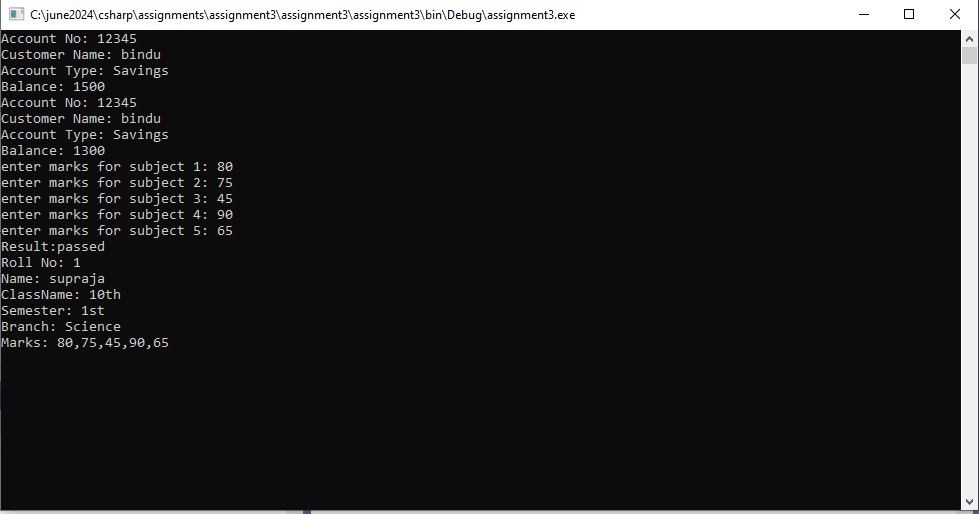 C:\june2024\csharp\assignments\assignment3\assignment3\assignment3\bin\Debug\assignment3.exe
Account No: 12345
Customer Name: bindu
Account Type: Savings
Balance: 1500
Account No: 12345
Customer Name: bindu
Account Type: Savings
Balance: 1300
enter marks for subject 1: 80
enter marks for subject 2: 75
enter marks for subject 3: 45
enter marks for subject 4: 90
enter marks for subject 5: 65
Result:passed
Roll No: 1
Name: supraja
ClassName: 10th
Semester: 1st
Branch: Science
Marks: 80,75,45,90,65